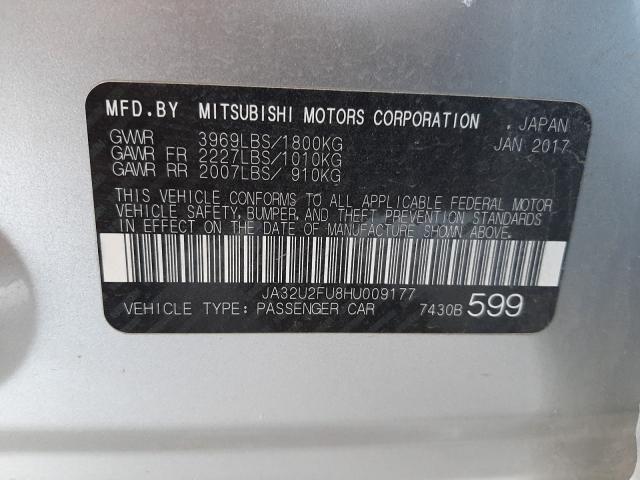 MFD.BY MITSUBISHI MOTORS CORPORATION . JAPAN
GVWR 3969LBS/1800KG JAN 2017
GAWR FR 2227LBS/1010KG
GAWR RR 2007LBS/ 910KG
THIS VEHICLE CONFORMS TO ALL APPLICABLE FEDERAL MOTOR
VEHICLE SAFETY, BUMPER, AND THEFT PREVENTION STANDARDS
IN EFFECT ON THE DATE OF MANUFACTURE SHOWN ABOVE.
JA32U2FU8HU009177
VEHICLE TYPE: PASSENGER CAR 7430B 599